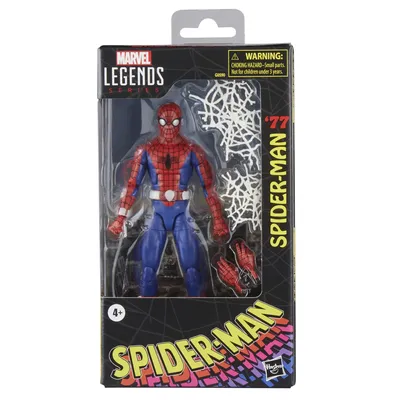 MARVEL
LEGENDS
SERIES
WARNING:
CHOKING HAZARD-Small parts.
Not for children under 3 years.
SPIDER-MAN '77
4+
SPIDER-MAN
Hasbro